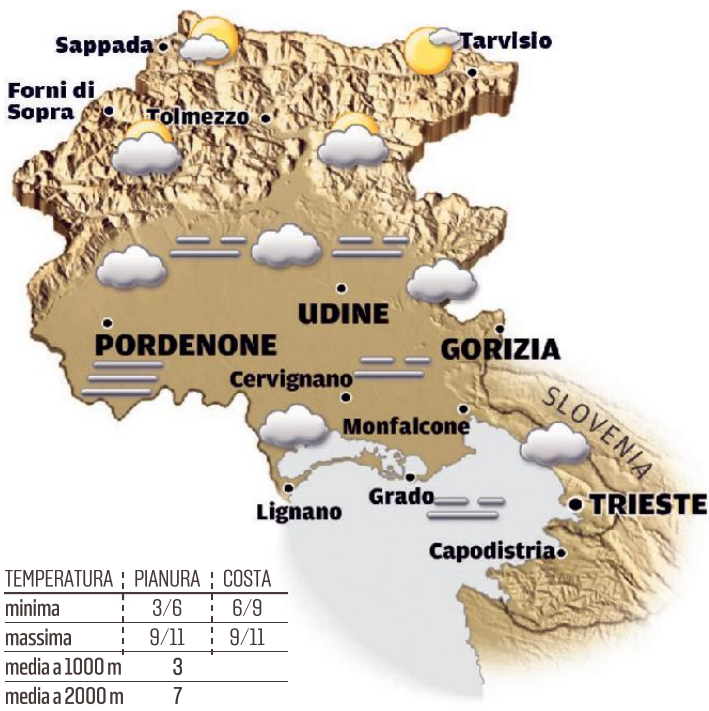 Sappada
Tarvisio
Forni di
Sopra
Tolmezzo
UDINE
PORDENONE
GORIZIA
Cervignano
SLOVENIA
Monfalcone
Lignano
Grado
TRIESTE
Capodistria
TEMPERATURA PIANURA COSTA
minima 3/6 6/9
massima 9/11 9/11
media a 1000 m 3
media a 2000 m 7